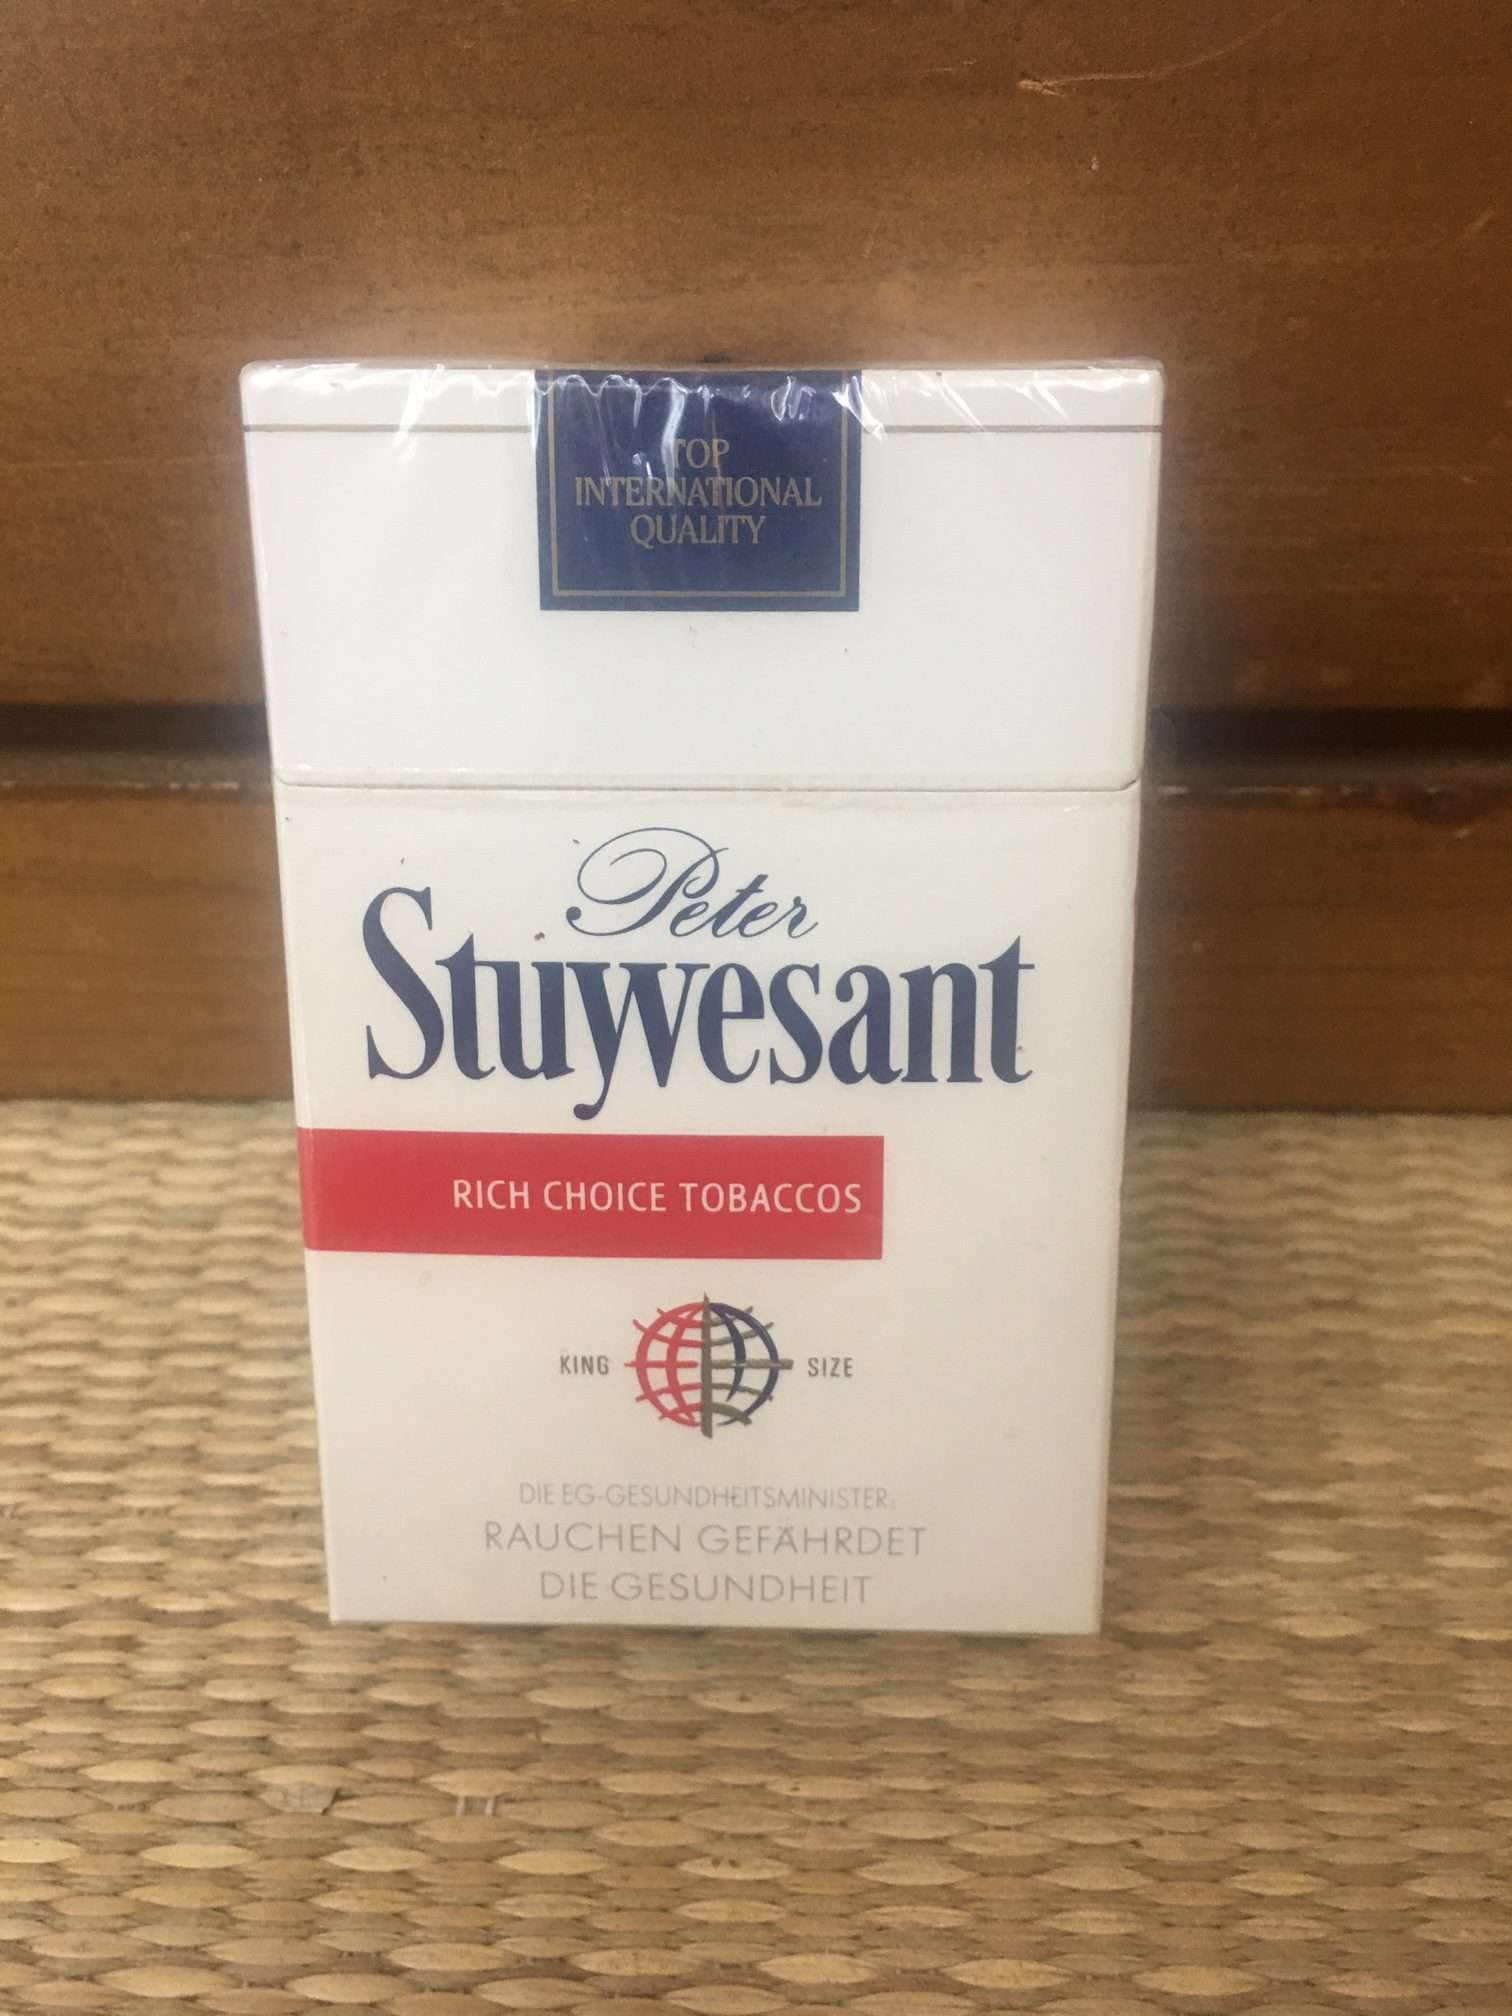 TOP
INTERNATIONAL
QUALITY
Peter
Stuyvesant
RICH CHOICE TOBACCOS
KING SIZE
DIE EG-GESUNDHEITSMINISTER:
RAUCHEN GEFÄHRDET
DIE GESUNDHEIT